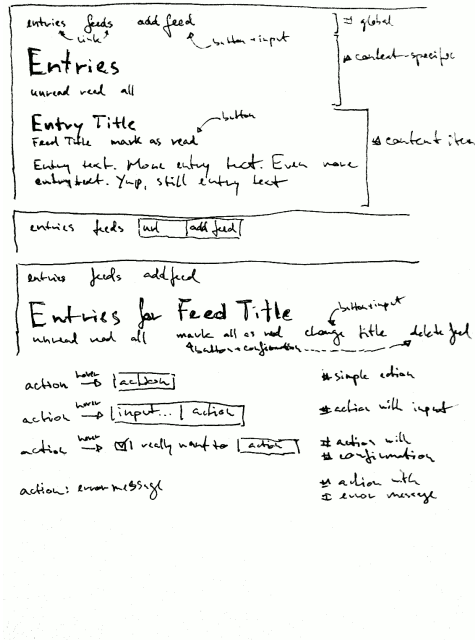 entries feeds add feed # global
link button + input
Entries # content-specific
unread read all
Entry Title button
Feed Title mark as read # content item
Entry text. More entry text. Even more
entry text. Yup, still entry text
entries feeds url add feed
entries feeds add feed
Entries for Feed Title button + input
unread read all mark all as read change title delete feed
button + confirmation
action hover action # simple action
action hover input... action # action with input
action hover I really want to action # action with
# confirmation
action: error message # action with
# error message